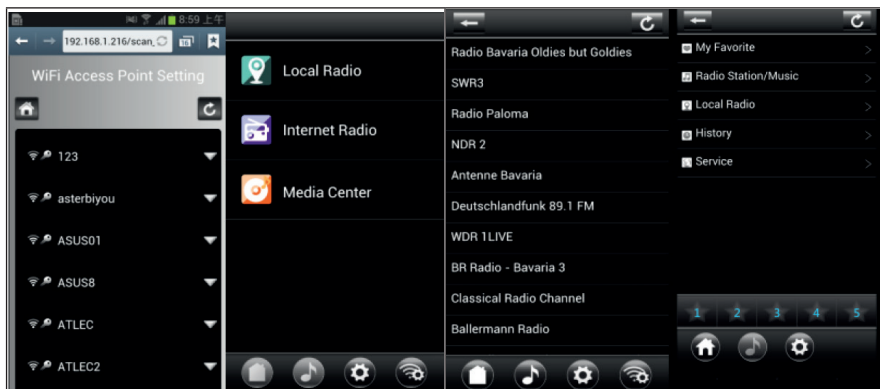 8:59 上午
192.168.1.216/scan_
16
WiFi Access Point Setting
123
asterbiyou
ASUS01
ASUS8
ATLEC
ATLEC2
Local Radio
Internet Radio
Media Center
Radio Bavaria Oldies but Goldies
SWR3
Radio Paloma
NDR 2
Antenne Bavaria
Deutschlandfunk 89.1 FM
WDR 1LIVE
BR Radio - Bavaria 3
Classical Radio Channel
Ballermann Radio
My Favorite
Radio Station/Music
Local Radio
History
Service
1 2 3 4 5